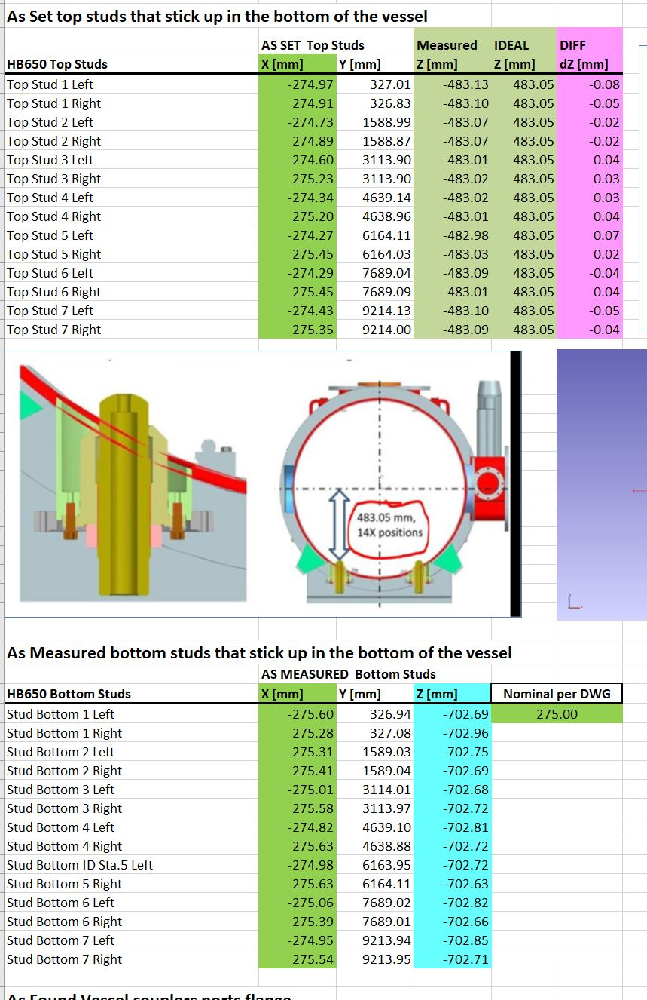 As Set top studs that stick up in the bottom of the vessel
AS SET Top Studs Measured IDEAL DIFF
HB650 Top Studs X [mm] Y [mm] Z [mm] Z [mm] dZ [mm]
Top Stud 1 Left -274.97 327.01 -483.13 483.05 -0.08
Top Stud 1 Right 274.91 326.83 -483.10 483.05 -0.05
Top Stud 2 Left -274.73 1588.99 -483.07 483.05 -0.02
Top Stud 2 Right 274.89 1588.87 -483.07 483.05 -0.02
Top Stud 3 Left -274.60 3113.90 -483.01 483.05 0.04
Top Stud 3 Right 275.23 3113.90 -483.02 483.05 0.03
Top Stud 4 Left -274.34 4639.14 -483.02 483.05 0.03
Top Stud 4 Right 275.20 4638.96 -483.01 483.05 0.04
Top Stud 5 Left -274.27 6164.11 -482.98 483.05 0.07
Top Stud 5 Right 275.45 6164.03 -483.03 483.05 0.02
Top Stud 6 Left -274.29 7689.04 -483.09 483.05 -0.04
Top Stud 6 Right 275.45 7689.09 -483.01 483.05 0.04
Top Stud 7 Left -274.43 9214.13 -483.10 483.05 -0.05
Top Stud 7 Right 275.35 9214.00 -483.09 483.05 -0.04
483.05 mm,
14X positions
As Measured bottom studs that stick up in the bottom of the vessel
AS MEASURED Bottom Studs
HB650 Bottom Studs X [mm] Y [mm] Z [mm] Nominal per DWG
Stud Bottom 1 Left -275.60 326.94 -702.69 275.00
Stud Bottom 1 Right 275.28 327.08 -702.96
Stud Bottom 2 Left -275.31 1589.03 -702.75
Stud Bottom 2 Right 275.41 1589.04 -702.69
Stud Bottom 3 Left -275.01 3114.01 -702.68
Stud Bottom 3 Right 275.58 3113.97 -702.72
Stud Bottom 4 Left -274.82 4639.10 -702.81
Stud Bottom 4 Right 275.63 4638.88 -702.72
Stud Bottom ID Sta.5 Left -274.98 6163.95 -702.72
Stud Bottom 5 Right 275.63 6164.11 -702.63
Stud Bottom 6 Left -275.06 7689.02 -702.82
Stud Bottom 6 Right 275.39 7689.01 -702.66
Stud Bottom 7 Left -274.95 9213.94 -702.85
Stud Bottom 7 Right 275.54 9213.95 -702.71
As Found Vessel couplers ports flange